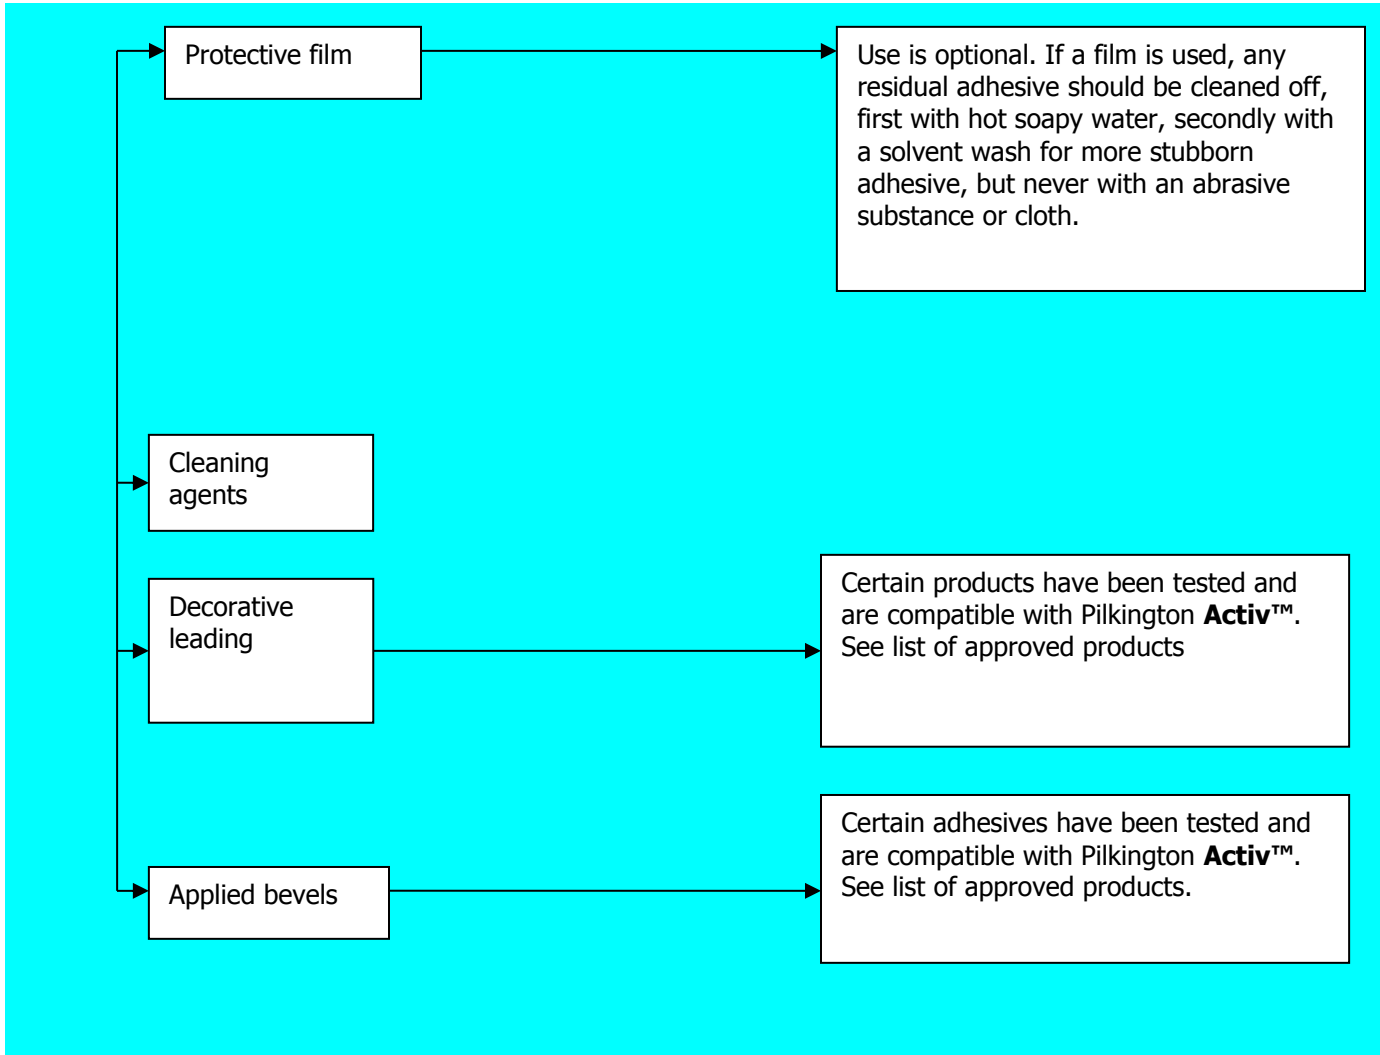 Protective film
Use is optional. If a film is used, any
residual adhesive should be cleaned off,
first with hot soapy water, secondly with
a solvent wash for more stubborn
adhesive, but never with an abrasive
substance or cloth.
Cleaning
agents
Decorative
leading
Certain products have been tested and
are compatible with Pilkington Activ™.
See list of approved products
Applied bevels
Certain adhesives have been tested and
are compatible with Pilkington Activ™.
See list of approved products.